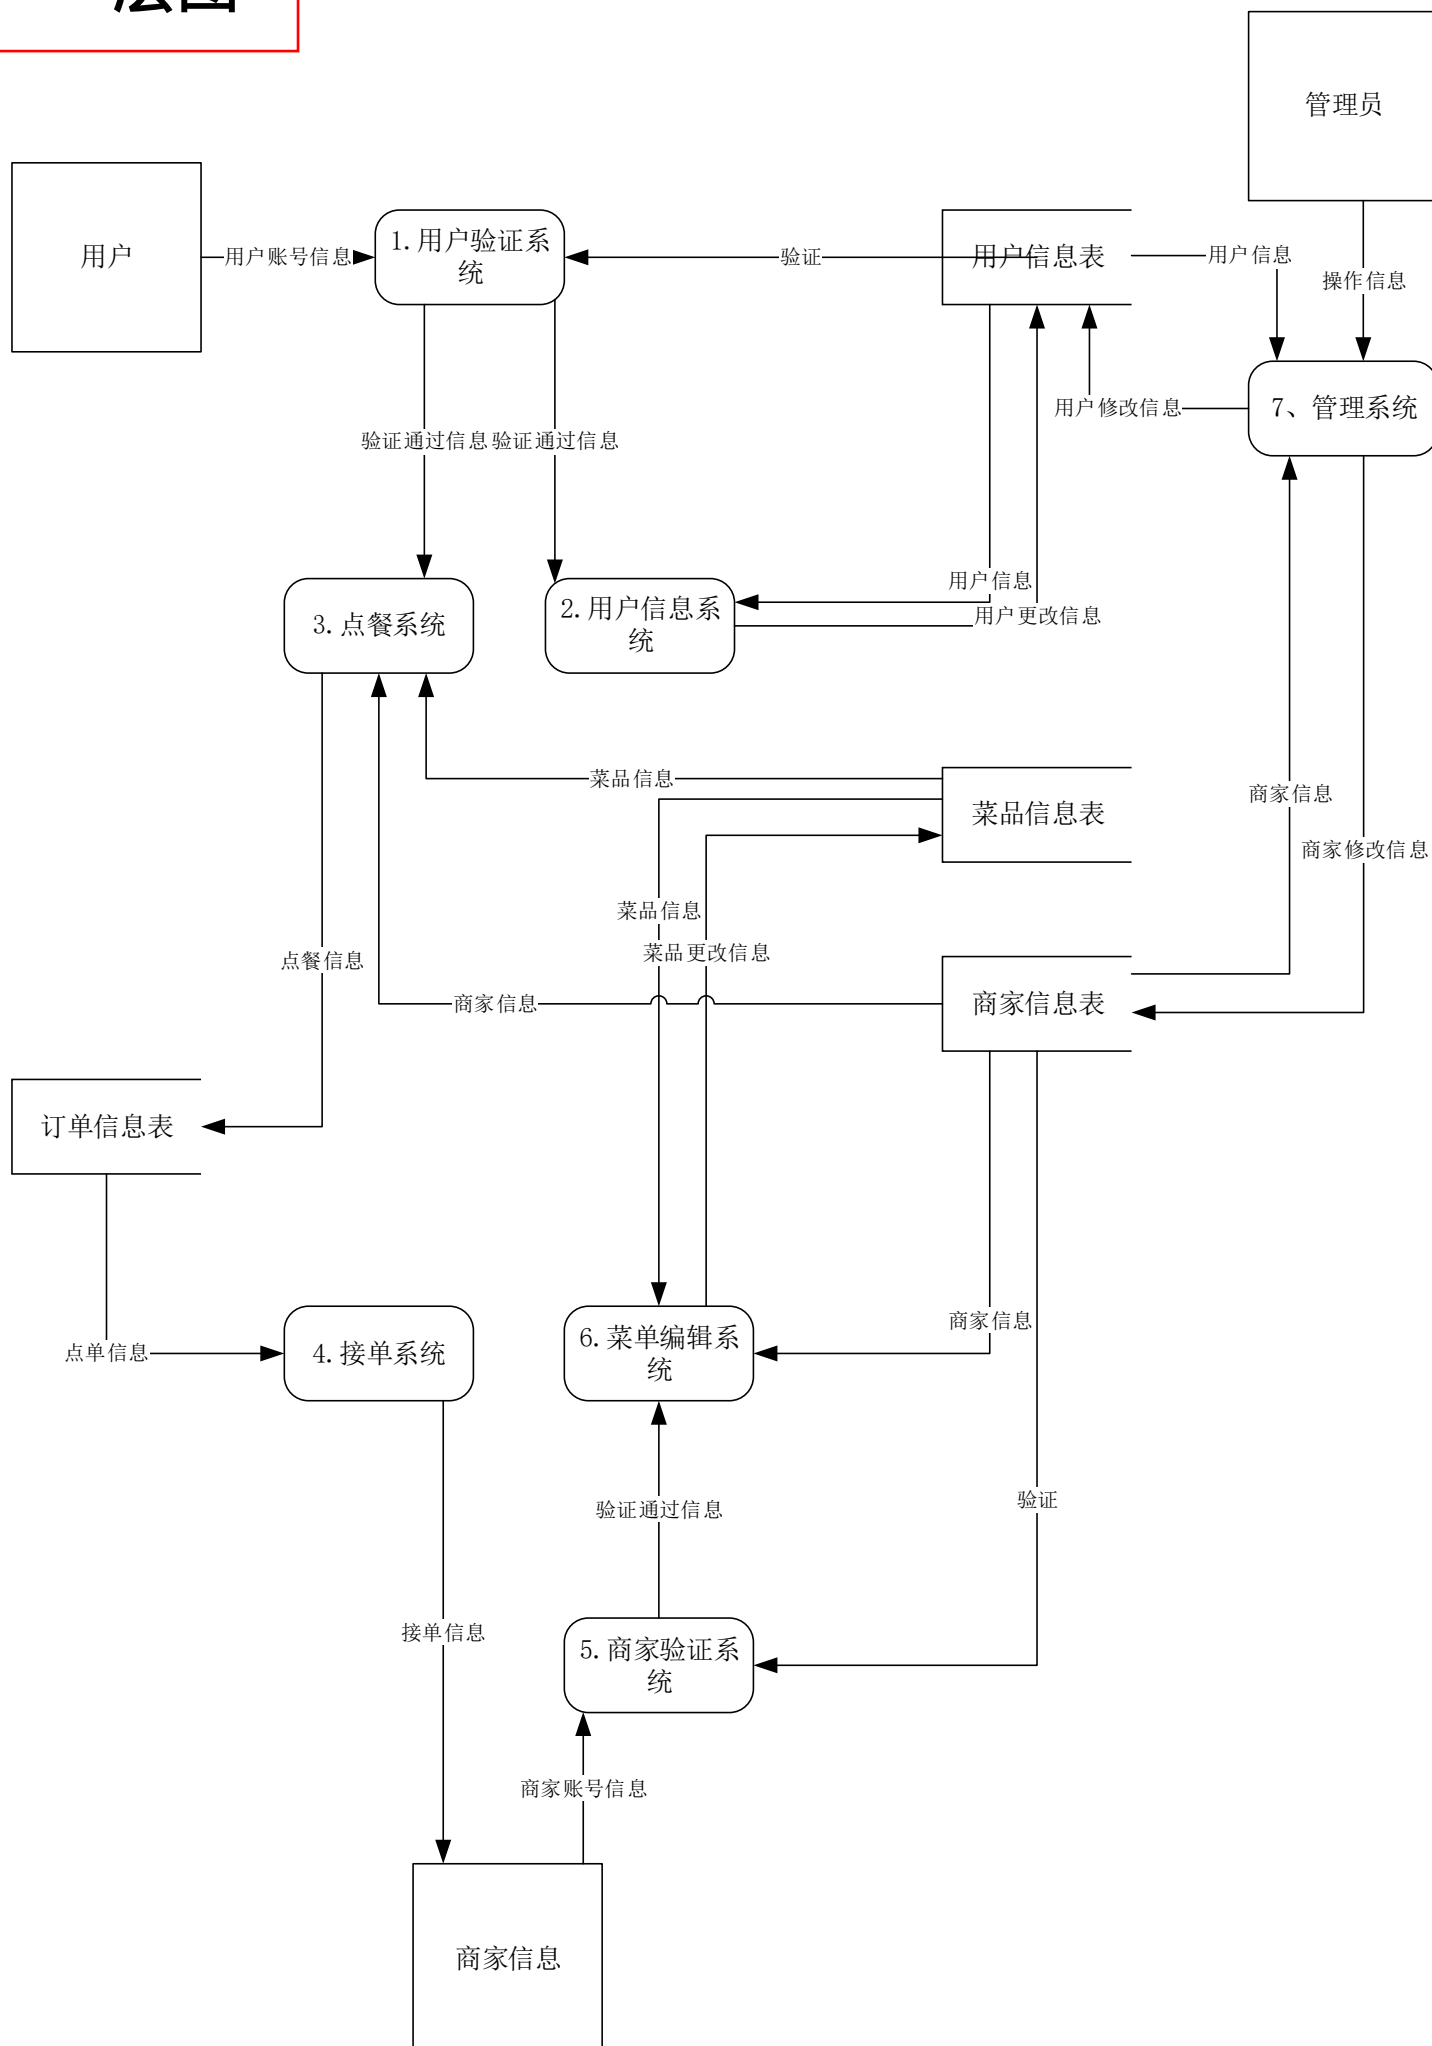 层图
管理员
用户
用户账号信息
1.用户验证系
统
验证
用户信息表
用户信息
操作信息
用户修改信息
7、管理系统
验证通过信息
验证通过信息
用户信息
用户更改信息
3.点餐系统
2.用户信息系
统
菜品信息
菜品信息表
商家信息
商家修改信息
菜品信息
菜品更改信息
点餐信息
商家信息
商家信息表
订单信息表
点单信息
4.接单系统
6.菜单编辑系
统
商家信息
验证通过信息
验证
接单信息
5.商家验证系
统
商家账号信息
商家信息